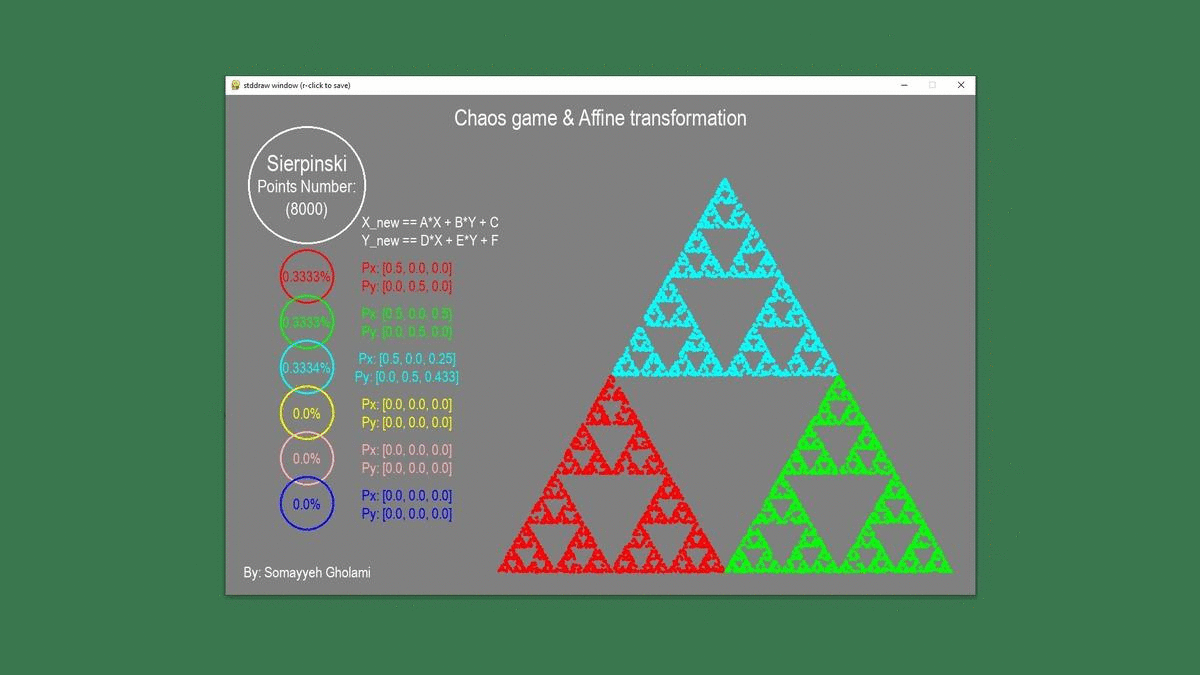 stddraw window (r-click to save)
Chaos game & Affine transformation
Sierpinski
Points Number:
(8000)
X_new == A*X + B*Y + C
Y_new == D*X + E*Y + F
0.3333%
Px: [0.5, 0.0, 0.0]
Py: [0.0, 0.5, 0.0]
0.3333%
Px: [0.5, 0.0, 0.5]
Py: [0.0, 0.5, 0.0]
0.3334%
Px: [0.5, 0.0, 0.25]
Py: [0.0, 0.5, 0.433]
0.0%
Px: [0.0, 0.0, 0.0]
Py: [0.0, 0.0, 0.0]
0.0%
Px: [0.0, 0.0, 0.0]
Py: [0.0, 0.0, 0.0]
0.0%
Px: [0.0, 0.0, 0.0]
Py: [0.0, 0.0, 0.0]
By: Somayyeh Gholami